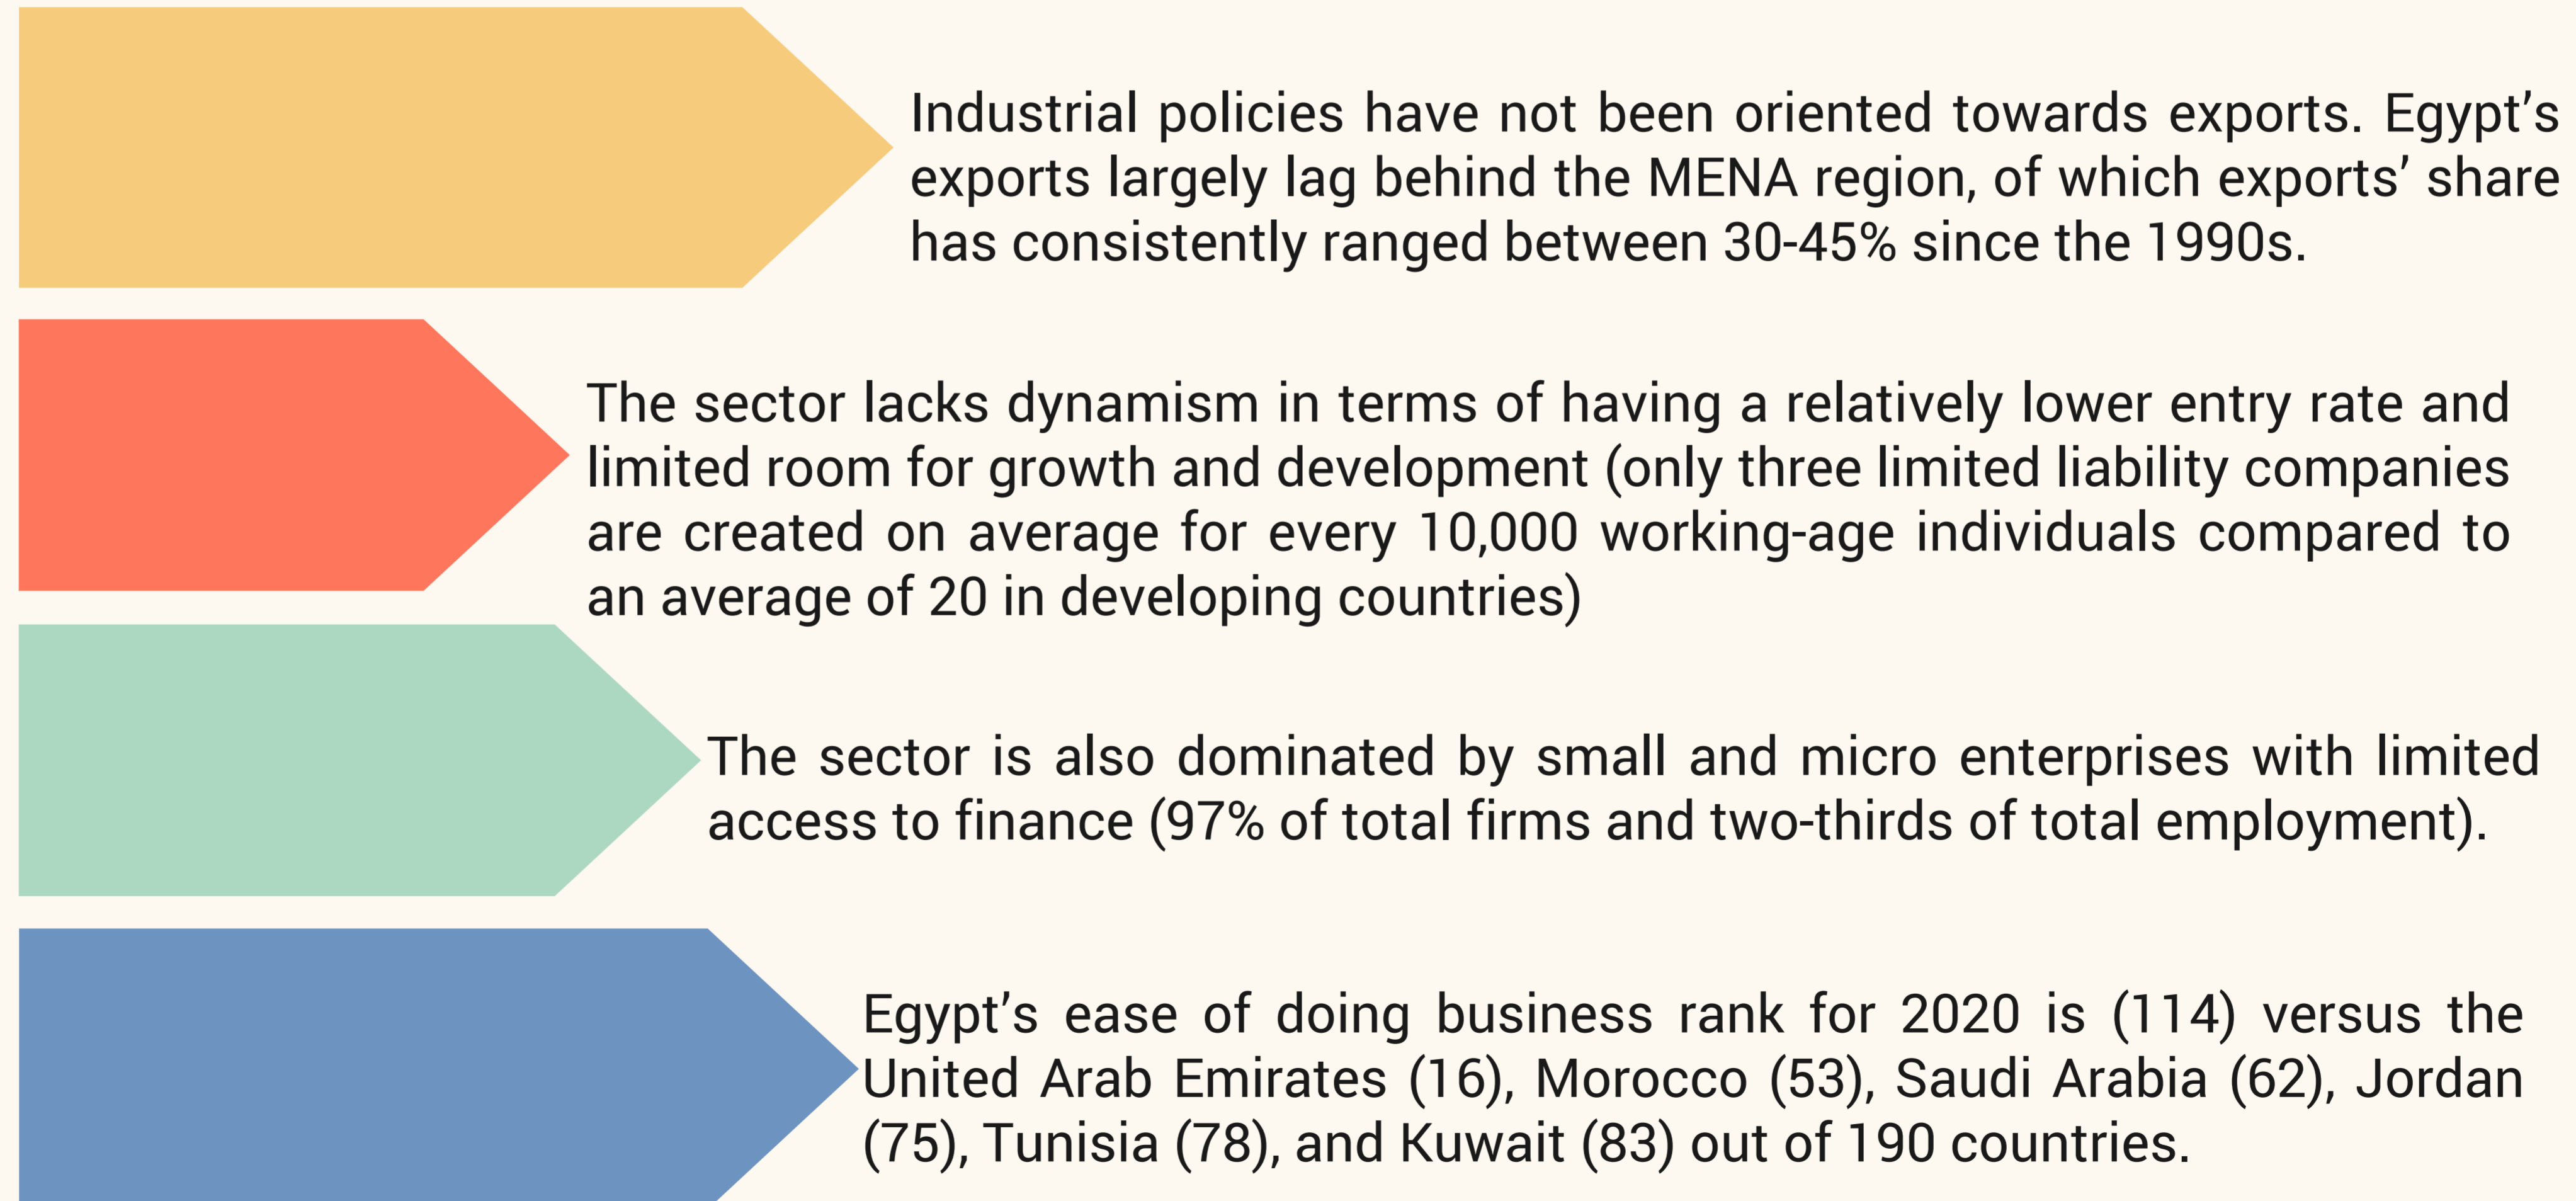 Industrial policies have not been oriented towards exports. Egypt’s
exports largely lag behind the MENA region, of which exports’ share
has consistently ranged between 30-45% since the 1990s.
The sector lacks dynamism in terms of having a relatively lower entry rate and
limited room for growth and development (only three limited liability companies
are created on average for every 10,000 working-age individuals compared to
an average of 20 in developing countries)
The sector is also dominated by small and micro enterprises with limited
access to finance (97% of total firms and two-thirds of total employment).
Egypt’s ease of doing business rank for 2020 is (114) versus the
United Arab Emirates (16), Morocco (53), Saudi Arabia (62), Jordan
(75), Tunisia (78), and Kuwait (83) out of 190 countries.